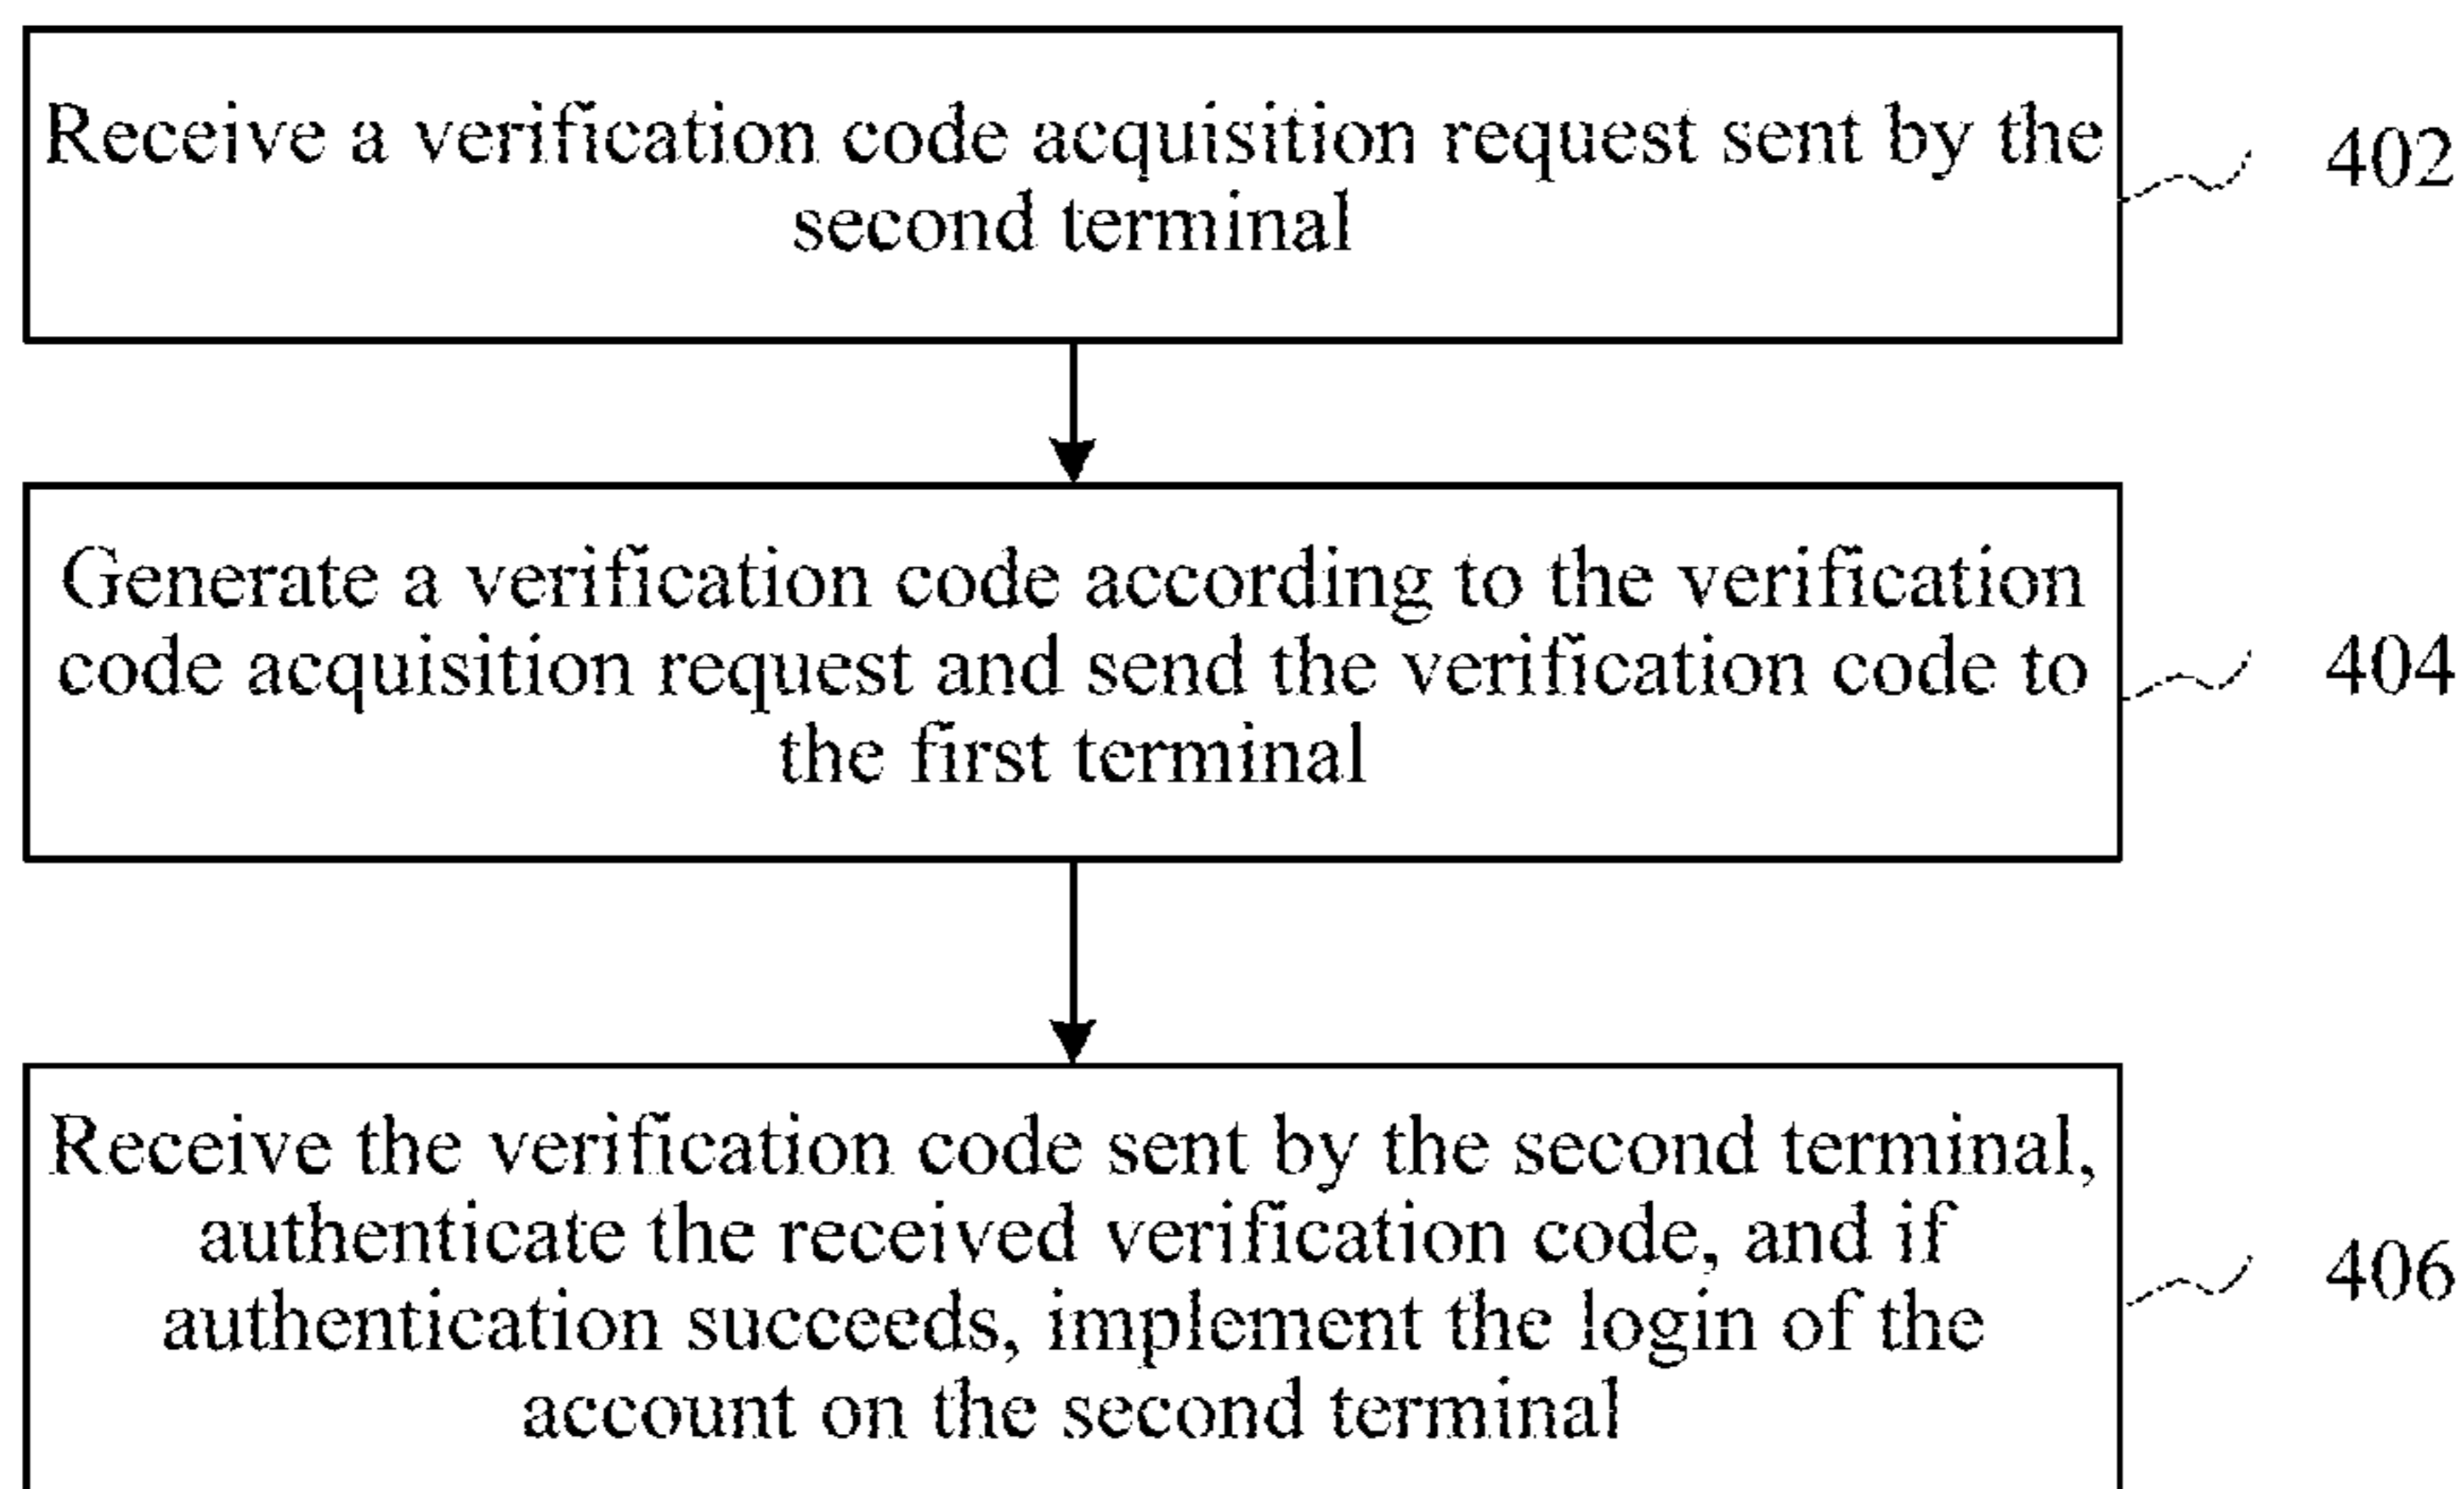 Receive a verification code acquisition request sent by the
second terminal
402
Generate a verification code according to the verification
code acquisition request and send the verification code to
the first terminal
404
Receive the verification code sent by the second terminal,
authenticate the received verification code, and if
authentication succeeds, implement the login of the
account on the second terminal
406